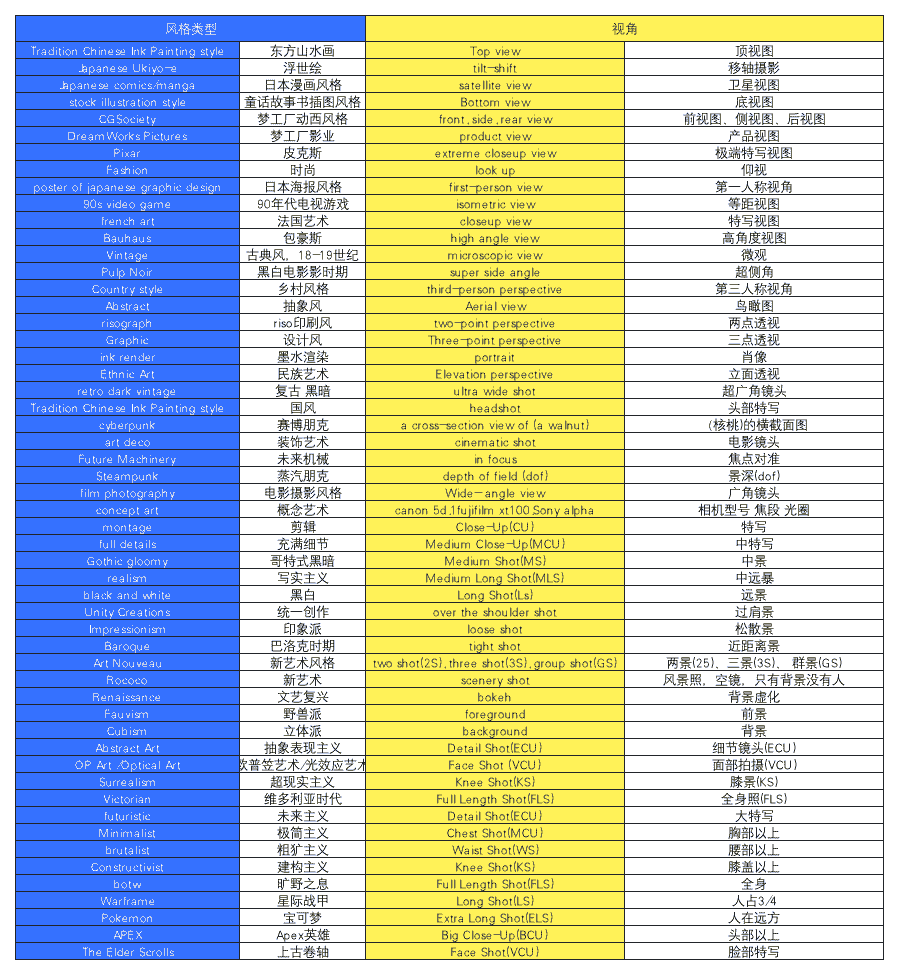 风格类型 视角
Tradition Chinese Ink Painting style 东方山水画 Top view 顶视图
Japanese Ukiyo-e 浮世绘 tilt-shift 移轴摄影
Japanese comics/manga 日本漫画风格 satellite view 卫星视图
stock illustration style 童话故事书插图风格 Bottom view 底视图
CGSociety 梦工厂动西风格 front,side,rear view 前视图、侧视图、后视图
DreamWorks Pictures 梦工厂影业 product view 产品视图
Pixar 皮克斯 extreme closeup view 极端特写视图
Fashion 时尚 look up 仰视
poster of japanese graphic design 日本海报风格 first-person view 第一人称视角
90s video game 90年代电视游戏 isometric view 等距视图
french art 法国艺术 closeup view 特写视图
Bauhaus 包豪斯 high angle view 高角度视图
Vintage 古典风，18-19世纪 microscopic view 微观
Pulp Noir 黑白电影影时期 super side angle 超侧角
Country style 乡村风格 third-person perspective 第三人称视角
Abstract 抽象风 Aerial view 鸟瞰图
risograph riso印刷风 two-point perspective 两点透视
Graphic 设计风 Three-point perspective 三点透视
ink render 墨水渲染 portrait 肖像
Ethnic Art 民族艺术 Elevation perspective 立面透视
retro dark vintage 复古 黑暗 ultra wide shot 超广角镜头
Tradition Chinese Ink Painting style 国风 headshot 头部特写
cyberpunk 赛博朋克 a cross-section view of (a walnut) (核桃)的横截面图
art deco 装饰艺术 cinematic shot 电影镜头
Future Machinery 未来机械 in focus 焦点对准
Steampunk 蒸汽朋克 depth of field (dof) 景深(dof)
film photography 电影摄影风格 Wide-angle view 广角镜头
concept art 概念艺术 canon 5d,1fujifilm xt100,Sony alpha 相机型号 焦段 光圈
montage 剪辑 Close-Up(CU) 特写
full details 充满细节 Medium Close-Up(MCU) 中特写
Gothic gloomy 哥特式黑暗 Medium Shot(MS) 中景
realism 写实主义 Medium Long Shot(MLS) 中远暴
black and white 黑白 Long Shot(Ls) 远景
Unity Creations 统一创作 over the shoulder shot 过肩景
Impressionism 印象派 loose shot 松散景
Baroque 巴洛克时期 tight shot 近距离景
Art Nouveau 新艺术风格 two shot(2S),three shot(3S),group shot(GS) 两景(25)、三景(3S)、 群景(GS)
Rococo 新艺术 scenery shot 风景照，空镜，只有背景没有人
Renaissance 文艺复兴 bokeh 背景虚化
Fauvism 野兽派 foreground 前景
Cubism 立体派 background 背景
Abstract Art 抽象表现主义 Detail Shot(ECU) 细节镜头(ECU)
OP Art /Optical Art 欧普笠艺术/光效应艺术 Face Shot (VCU) 面部拍摄(VCU)
Surrealism 超现实主义 Knee Shot(KS) 膝景(KS)
Victorian 维多利亚时代 Full Length Shot(FLS) 全身照(FLS)
futuristic 未来主义 Detail Shot(ECU) 大特写
Minimalist 极简主义 Chest Shot(MCU) 胸部以上
brutalist 粗犷主义 Waist Shot(WS) 腰部以上
Constructivist 建构主义 Knee Shot(KS) 膝盖以上
botw 旷野之息 Full Length Shot(FLS) 全身
Warframe 星际战甲 Long Shot(LS) 人占3/4
Pokemon 宝可梦 Extra Long Shot(ELS) 人在远方
APEX Apex英雄 Big Close-Up(BCU) 头部以上
The Elder Scrolls 上古卷轴 Face Shot(VCU) 脸部特写